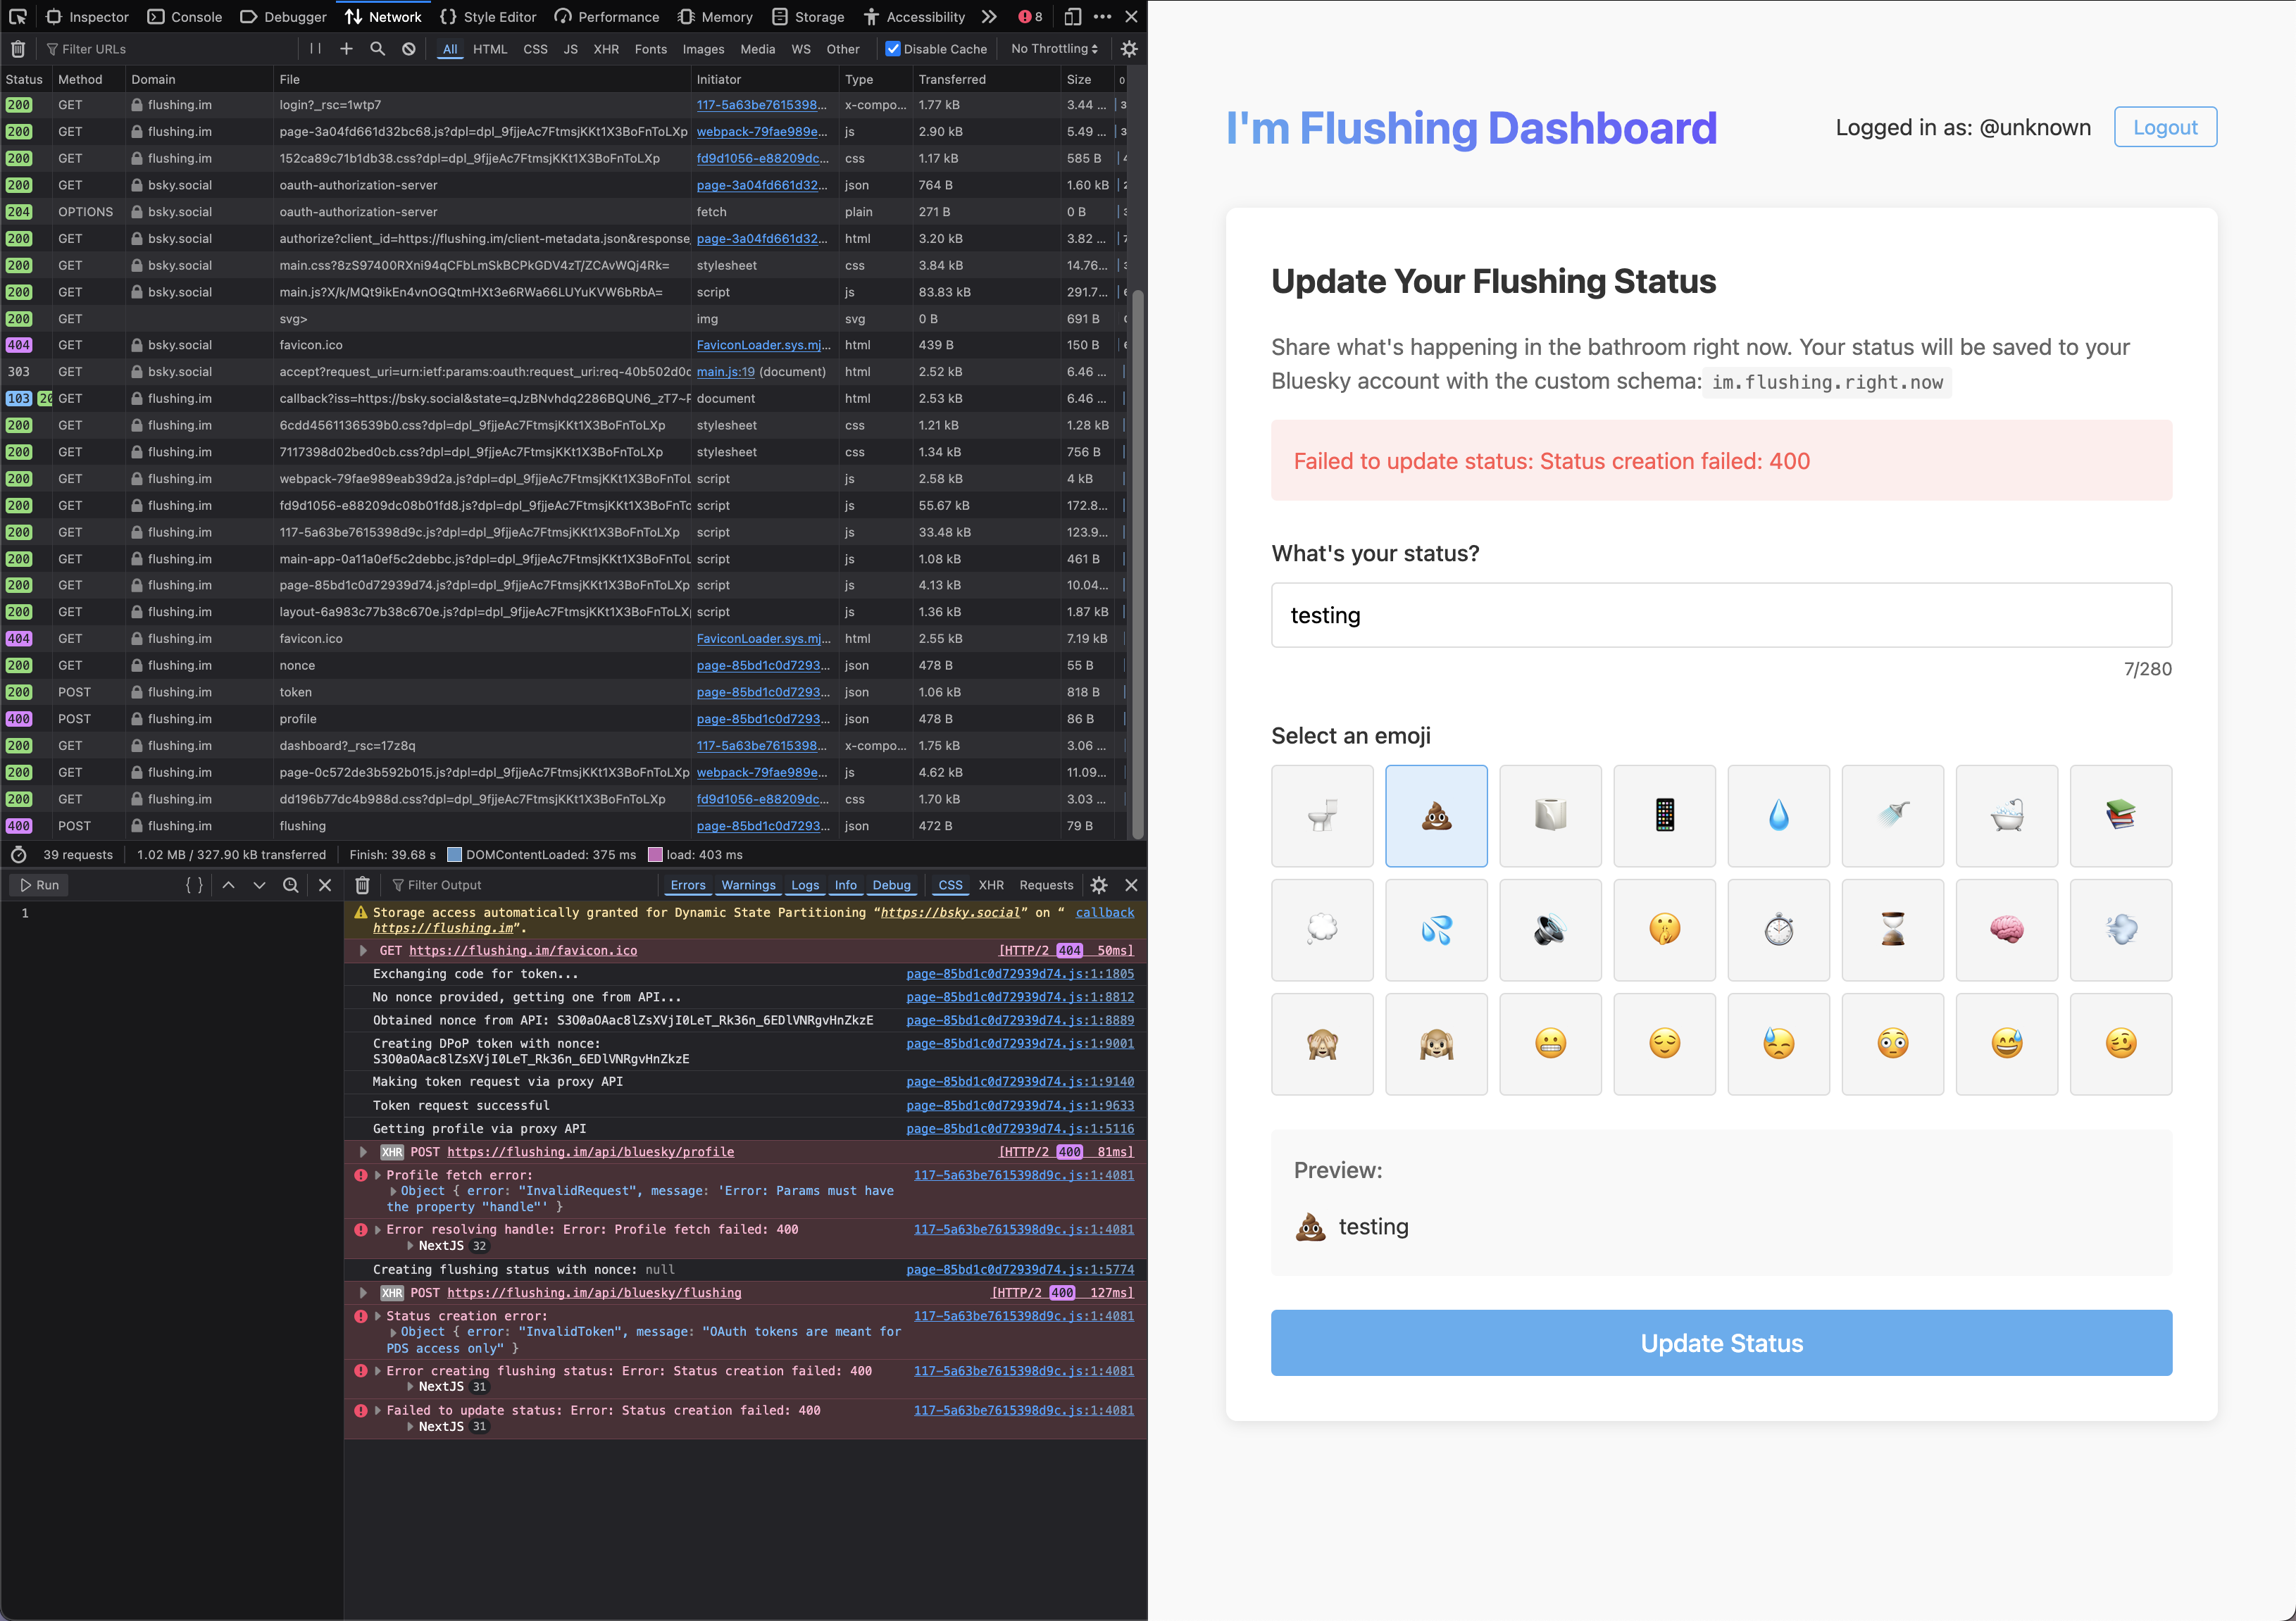 Inspector Console Debugger Network Style Editor Performance Memory Storage Accessibility 8
Filter URLs All HTML CSS JS XHR Fonts Images Media WS Other Disable Cache No Throttling
Status Method Domain File Initiator Type Transferred Size 0
200 GET flushing.im login?_rsc=1wtp7 117-5a63be7615398... x-compo... 1.77 kB 3.44 ...
200 GET flushing.im page-3a04fd661d32bc68.js?dpl=dpl_9fjjeAc7FtmsjKKt1X3BoFnToLXp webpack-79fae989e... js 2.90 kB 5.49 ...
200 GET flushing.im 152ca89c71b1db38.css?dpl=dpl_9fjjeAc7FtmsjKKt1X3BoFnToLXp fd9d1056-e88209dc... css 1.17 kB 585 B
200 GET bsky.social oauth-authorization-server page-3a04fd661d32... json 764 B 1.60 kB
204 OPTIONS bsky.social oauth-authorization-server fetch plain 271 B 0 B
200 GET bsky.social authorize?client_id=https://flushing.im/client-metadata.json&response_ page-3a04fd661d32... html 3.20 kB 3.82 ...
200 GET bsky.social main.css?8zS97400RXni94qCFbLmSkBCPkGDV4zT/ZCAvWQj4Rk= stylesheet css 3.84 kB 14.76...
200 GET bsky.social main.js?X/k/MQt9ikEn4vnOGQtmHXt3e6RWa66LUYuKVW6bRbA= script js 83.83 kB 291.7...
200 GET svg> img svg 0 B 691 B
404 GET bsky.social favicon.ico FaviconLoader.sys.mj... html 439 B 150 B
303 GET bsky.social accept?request_uri=urn:ietf:params:oauth:request_uri:req-40b502d0c main.js:19 (document) html 2.52 kB 6.46 ...
103 20 GET flushing.im callback?iss=https://bsky.social&state=qJzBNvhdq2286BQUN6_zT7~F document html 2.53 kB 6.46 ...
200 GET flushing.im 6cdd4561136539b0.css?dpl=dpl_9fjjeAc7FtmsjKKt1X3BoFnToLXp stylesheet css 1.21 kB 1.28 kB
200 GET flushing.im 7117398d02bed0cb.css?dpl=dpl_9fjjeAc7FtmsjKKt1X3BoFnToLXp stylesheet css 1.34 kB 756 B
200 GET flushing.im webpack-79fae989eab39d2a.js?dpl=dpl_9fjjeAc7FtmsjKKt1X3BoFnToL script js 2.58 kB 4 kB
200 GET flushing.im fd9d1056-e88209dc08b01fd8.js?dpl=dpl_9fjjeAc7FtmsjKKt1X3BoFnTc script js 55.67 kB 172.8...
200 GET flushing.im 117-5a63be7615398d9c.js?dpl=dpl_9fjjeAc7FtmsjKKt1X3BoFnToLXp script js 33.48 kB 123.9...
200 GET flushing.im main-app-0a11a0ef5c2debbc.js?dpl=dpl_9fjjeAc7FtmsjKKt1X3BoFnToL script js 1.08 kB 461 B
200 GET flushing.im page-85bd1c0d72939d74.js?dpl=dpl_9fjjeAc7FtmsjKKt1X3BoFnToLXp script js 4.13 kB 10.04...
200 GET flushing.im layout-6a983c77b38c670e.js?dpl=dpl_9fjjeAc7FtmsjKKt1X3BoFnToLX script js 1.36 kB 1.87 kB
404 GET flushing.im favicon.ico FaviconLoader.sys.mj... html 2.55 kB 7.19 kB
200 GET flushing.im nonce page-85bd1c0d7293... json 478 B 55 B
200 POST flushing.im token page-85bd1c0d7293... json 1.06 kB 818 B
400 POST flushing.im profile page-85bd1c0d7293... json 478 B 86 B
200 GET flushing.im dashboard?_rsc=17z8q 117-5a63be7615398... x-compo... 1.75 kB 3.06 ...
200 GET flushing.im page-0c572de3b592b015.js?dpl=dpl_9fjjeAc7FtmsjKKt1X3BoFnToLXp webpack-79fae989e... js 4.62 kB 11.09...
200 GET flushing.im dd196b77dc4b988d.css?dpl=dpl_9fjjeAc7FtmsjKKt1X3BoFnToLXp fd9d1056-e88209dc... css 1.70 kB 3.03 ...
400 POST flushing.im flushing page-85bd1c0d7293... json 472 B 79 B
39 requests 1.02 MB / 327.90 kB transferred Finish: 39.68 s DOMContentLoaded: 375 ms load: 403 ms
Run { } Filter Output Errors Warnings Logs Info Debug CSS XHR Requests
1
Storage access automatically granted for Dynamic State Partitioning “https://bsky.social” on “ callback
https://flushing.im”.
GET https://flushing.im/favicon.ico [HTTP/2 404 50ms]
Exchanging code for token... page-85bd1c0d72939d74.js:1:1805
No nonce provided, getting one from API... page-85bd1c0d72939d74.js:1:8812
Obtained nonce from API: S3O0aOAac8lZsXVjI0LeT_Rk36n_6EDlVNRgvHnZkzE page-85bd1c0d72939d74.js:1:8889
Creating DPoP token with nonce: page-85bd1c0d72939d74.js:1:9001
S3O0aOAac8lZsXVjI0LeT_Rk36n_6EDlVNRgvHnZkzE
Making token request via proxy API page-85bd1c0d72939d74.js:1:9140
Token request successful page-85bd1c0d72939d74.js:1:9633
Getting profile via proxy API page-85bd1c0d72939d74.js:1:5116
XHR POST https://flushing.im/api/bluesky/profile [HTTP/2 400 81ms]
Profile fetch error: 117-5a63be7615398d9c.js:1:4081
Object { error: "InvalidRequest", message: 'Error: Params must have
the property "handle"' }
Error resolving handle: Error: Profile fetch failed: 400 117-5a63be7615398d9c.js:1:4081
NextJS 32
Creating flushing status with nonce: null page-85bd1c0d72939d74.js:1:5774
XHR POST https://flushing.im/api/bluesky/flushing [HTTP/2 400 127ms]
Status creation error: 117-5a63be7615398d9c.js:1:4081
Object { error: "InvalidToken", message: "OAuth tokens are meant for
PDS access only" }
Error creating flushing status: Error: Status creation failed: 400 117-5a63be7615398d9c.js:1:4081
NextJS 31
Failed to update status: Error: Status creation failed: 400 117-5a63be7615398d9c.js:1:4081
NextJS 31
I'm Flushing Dashboard
Logged in as: @unknown Logout
Update Your Flushing Status
Share what's happening in the bathroom right now. Your status will be saved to your
Bluesky account with the custom schema: im.flushing.right.now
Failed to update status: Status creation failed: 400
What's your status?
testing
7/280
Select an emoji
Preview:
💩 testing
Update Status